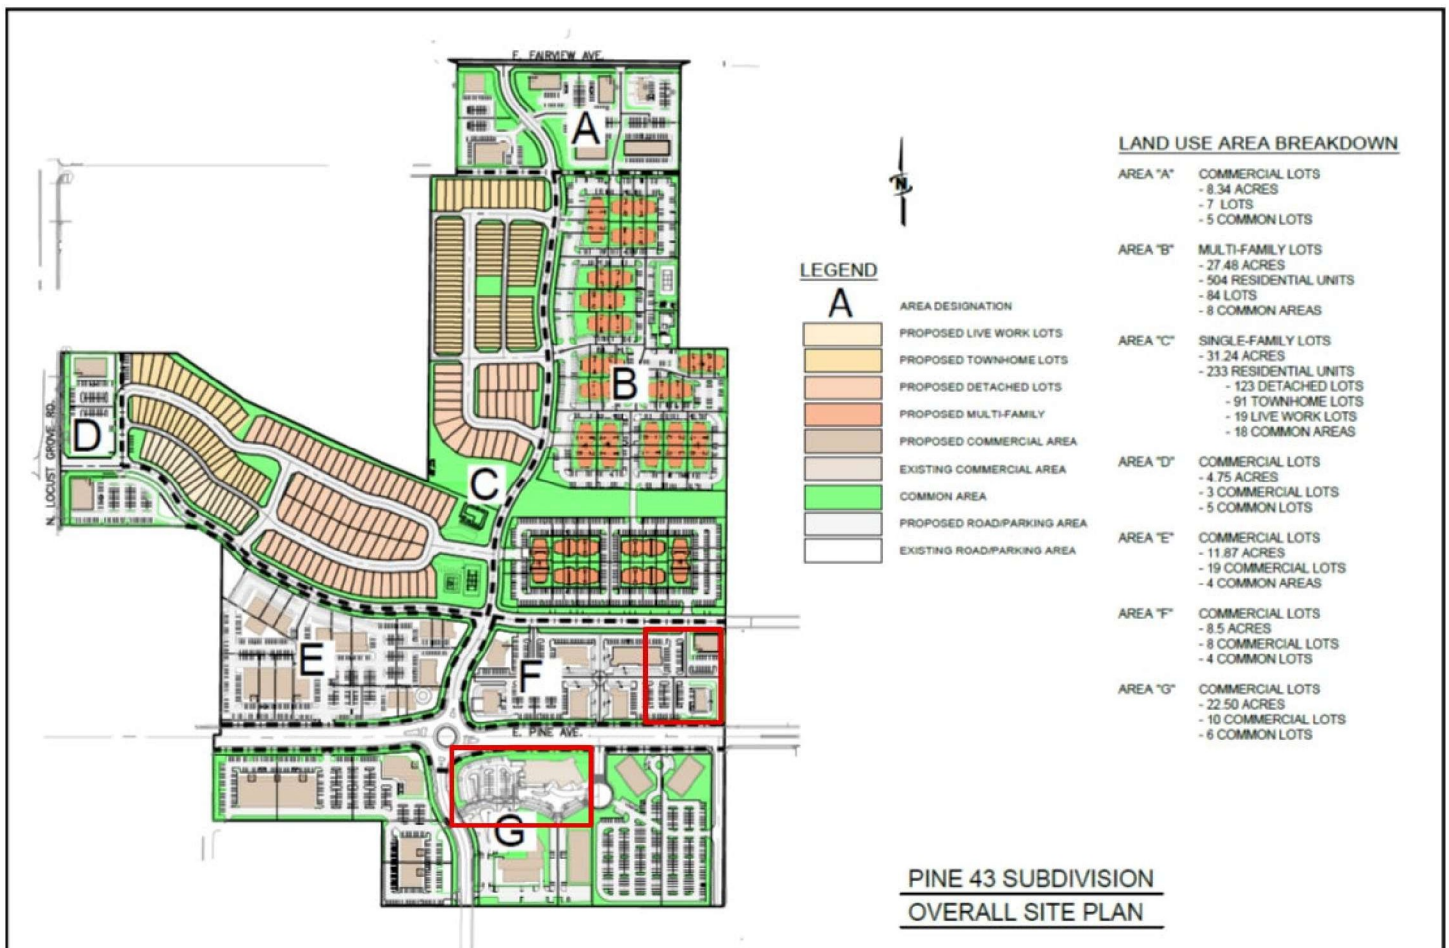 E. FAIRVIEW AVE.
A
B
C
D
E
F
G
N. LOCUST GROVE RD.
E. PINE AVE.
N
LEGEND
A AREA DESIGNATION
PROPOSED LIVE WORK LOTS
PROPOSED TOWNHOME LOTS
PROPOSED DETACHED LOTS
PROPOSED MULTI-FAMILY
PROPOSED COMMERCIAL AREA
EXISTING COMMERCIAL AREA
COMMON AREA
PROPOSED ROAD/PARKING AREA
EXISTING ROAD/PARKING AREA
LAND USE AREA BREAKDOWN
AREA "A" COMMERCIAL LOTS
- 8.34 ACRES
- 7 LOTS
- 5 COMMON LOTS
AREA "B" MULTI-FAMILY LOTS
- 27.48 ACRES
- 504 RESIDENTIAL UNITS
- 84 LOTS
- 8 COMMON AREAS
AREA "C" SINGLE-FAMILY LOTS
- 31.24 ACRES
- 233 RESIDENTIAL UNITS
- 123 DETACHED LOTS
- 91 TOWNHOME LOTS
- 19 LIVE WORK LOTS
- 18 COMMON AREAS
AREA "D" COMMERCIAL LOTS
- 4.75 ACRES
- 3 COMMERCIAL LOTS
- 5 COMMON LOTS
AREA "E" COMMERCIAL LOTS
- 11.87 ACRES
- 19 COMMERCIAL LOTS
- 4 COMMON AREAS
AREA "F" COMMERCIAL LOTS
- 8.5 ACRES
- 8 COMMERCIAL LOTS
- 4 COMMON LOTS
AREA "G" COMMERCIAL LOTS
- 22.50 ACRES
- 10 COMMERCIAL LOTS
- 6 COMMON LOTS
PINE 43 SUBDIVISION
OVERALL SITE PLAN